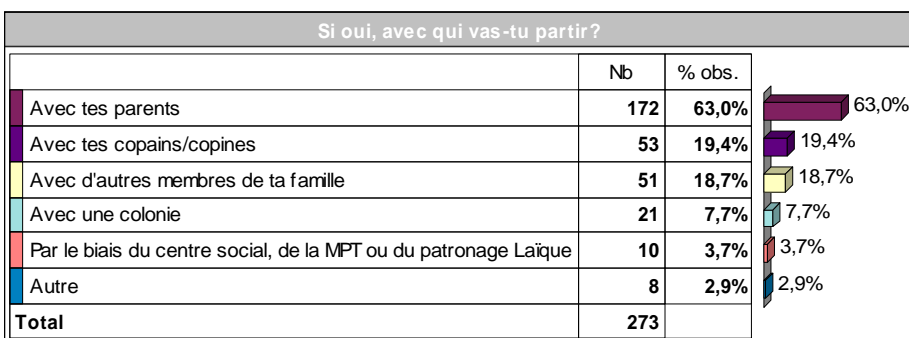 Si oui, avec qui vas-tu partir?
Nb % obs.
Avec tes parents 172 63,0% 63,0%
Avec tes copains/copines 53 19,4% 19,4%
Avec d'autres membres de ta famille 51 18,7% 18,7%
Avec une colonie 21 7,7% 7,7%
Par le biais du centre social, de la MPT ou du patronage Laïque 10 3,7% 3,7%
Autre 8 2,9% 2,9%
Total 273